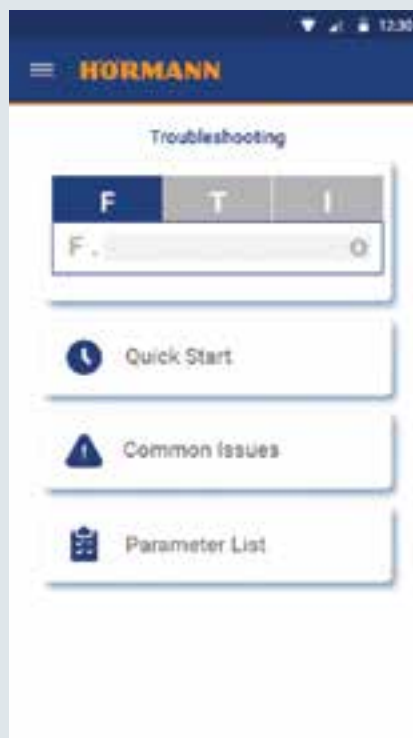 12:30
HÖRMANN
Troubleshooting
F T I
F.
Quick Start
Common Issues
Parameter List